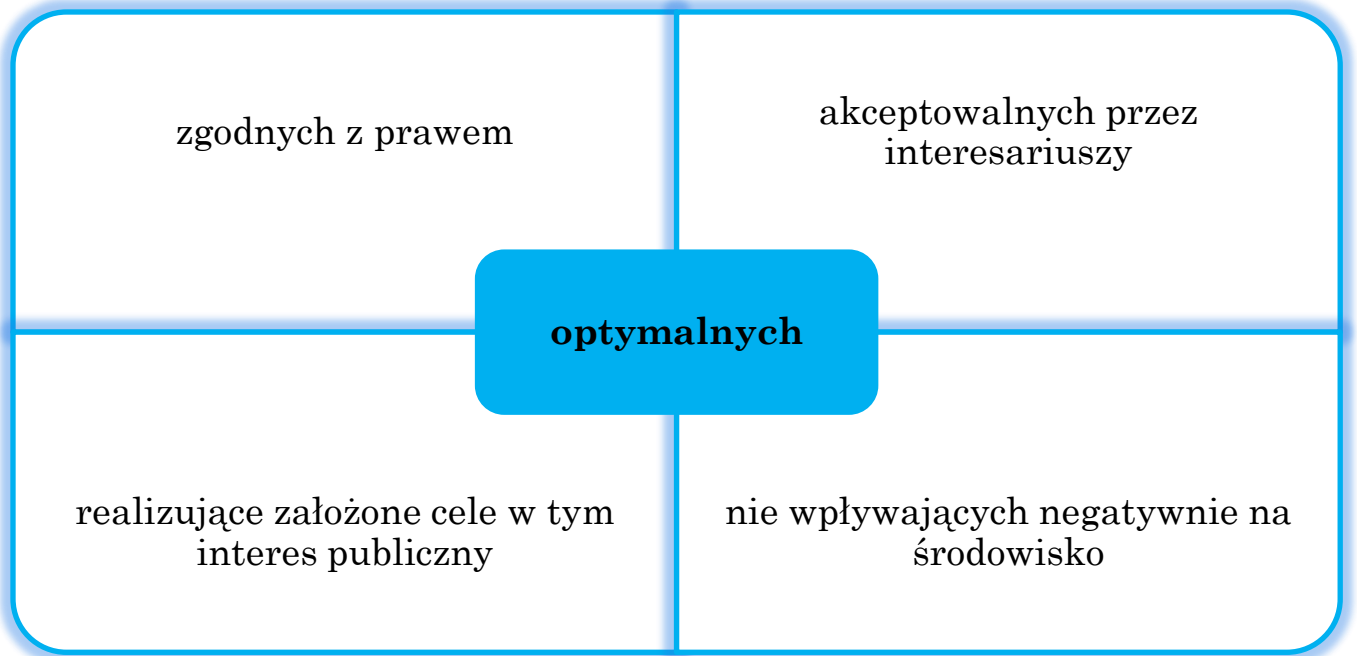 zgodnych z prawem
akceptowalnych przez
interesariuszy
optymalnych
realizujące założone cele w tym
interes publiczny
nie wpływających negatywnie na
środowisko